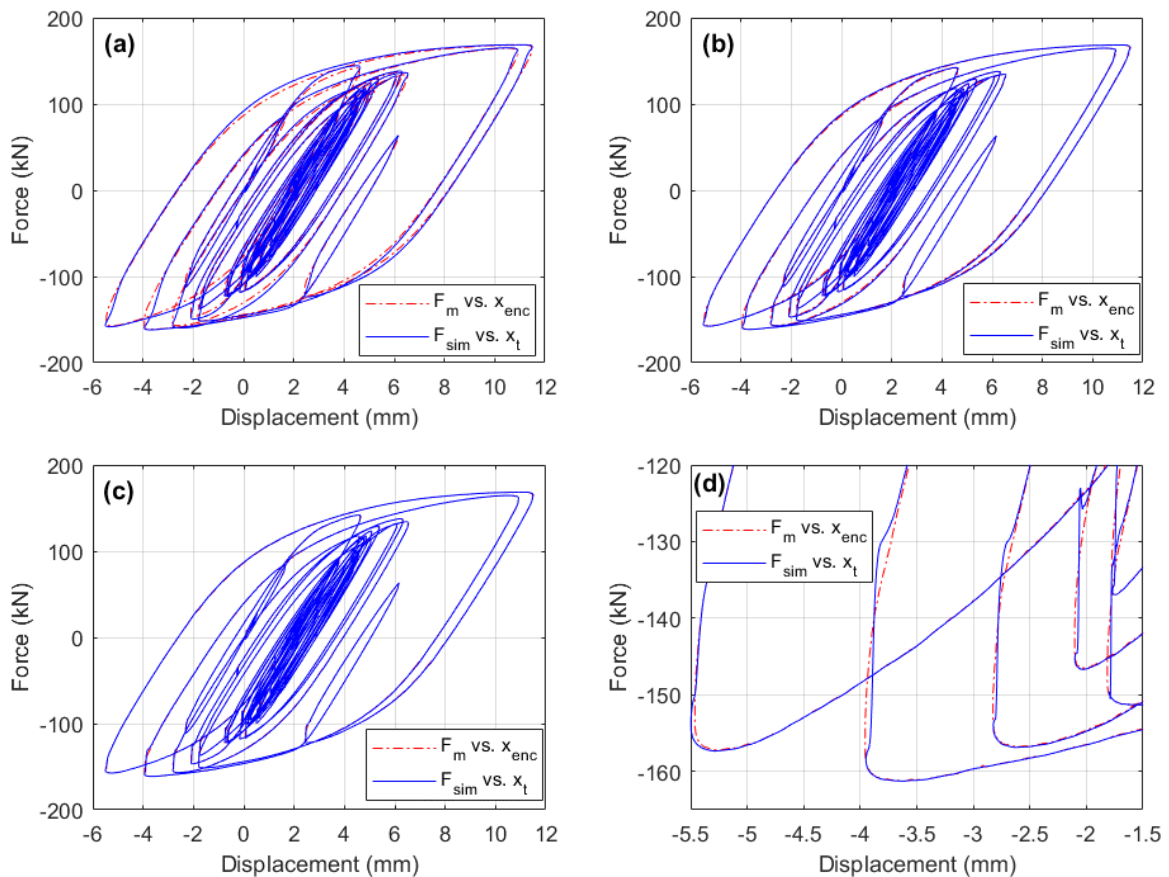 (a)
200
100
0
-100
-200
Force (kN)
F_m vs. x_enc
F_sim vs. x_t
-6 -4 -2 0 2 4 6 8 10 12
Displacement (mm)
(b)
200
100
0
-100
-200
Force (kN)
F_m vs. x_enc
F_sim vs. x_t
-6 -4 -2 0 2 4 6 8 10 12
Displacement (mm)
(c)
200
100
0
-100
-200
Force (kN)
F_m vs. x_enc
F_sim vs. x_t
-6 -4 -2 0 2 4 6 8 10 12
Displacement (mm)
(d)
-120
-130
-140
-150
-160
Force (kN)
F_m vs. x_enc
F_sim vs. x_t
-5.5 -5 -4.5 -4 -3.5 -3 -2.5 -2 -1.5
Displacement (mm)